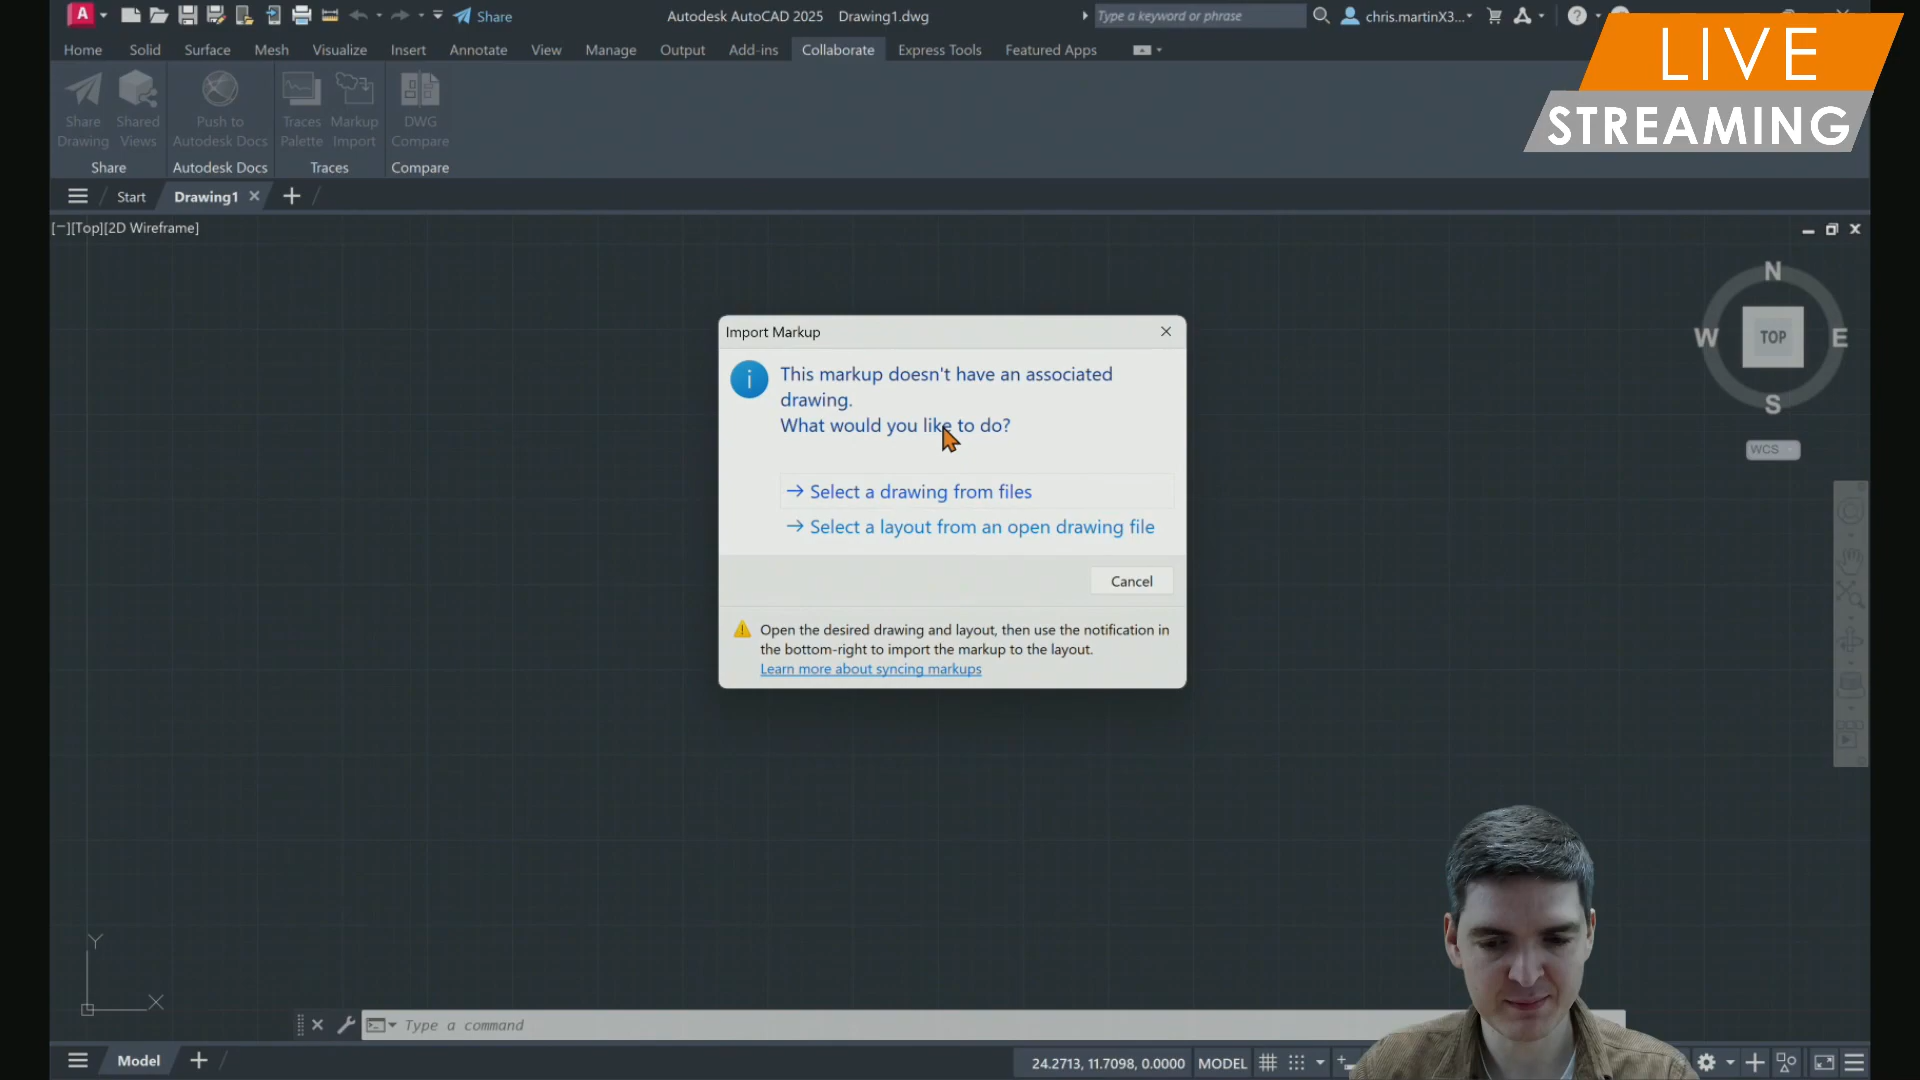 A
Share
Autodesk AutoCAD 2025 Drawing1.dwg
Type a keyword or phrase
chris.martinX3...
LIVE
STREAMING
Home Solid Surface Mesh Visualize Insert Annotate View Manage Output Add-ins Collaborate Express Tools Featured Apps
Share Drawing
Shared Views
Push to Autodesk Docs
Traces Palette
Markup Import
DWG Compare
Share Autodesk Docs Traces Compare
Start
Drawing1
[−][Top][2D Wireframe]
N
W TOP E
S
WCS
Import Markup
This markup doesn't have an associated
drawing.
What would you like to do?
Select a drawing from files
Select a layout from an open drawing file
Cancel
Open the desired drawing and layout, then use the notification in
the bottom-right to import the markup to the layout.
Learn more about syncing markups
Y
X
Type a command
Model
24.2713, 11.7098, 0.0000 MODEL